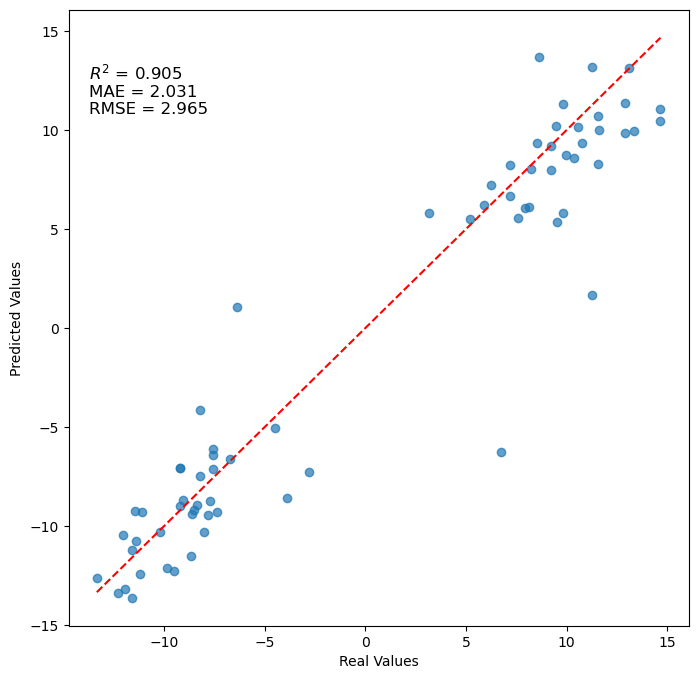 15
10
5
0
−5
−10
−15
R² = 0.905
MAE = 2.031
RMSE = 2.965
Predicted Values
−10 −5 0 5 10 15
Real Values